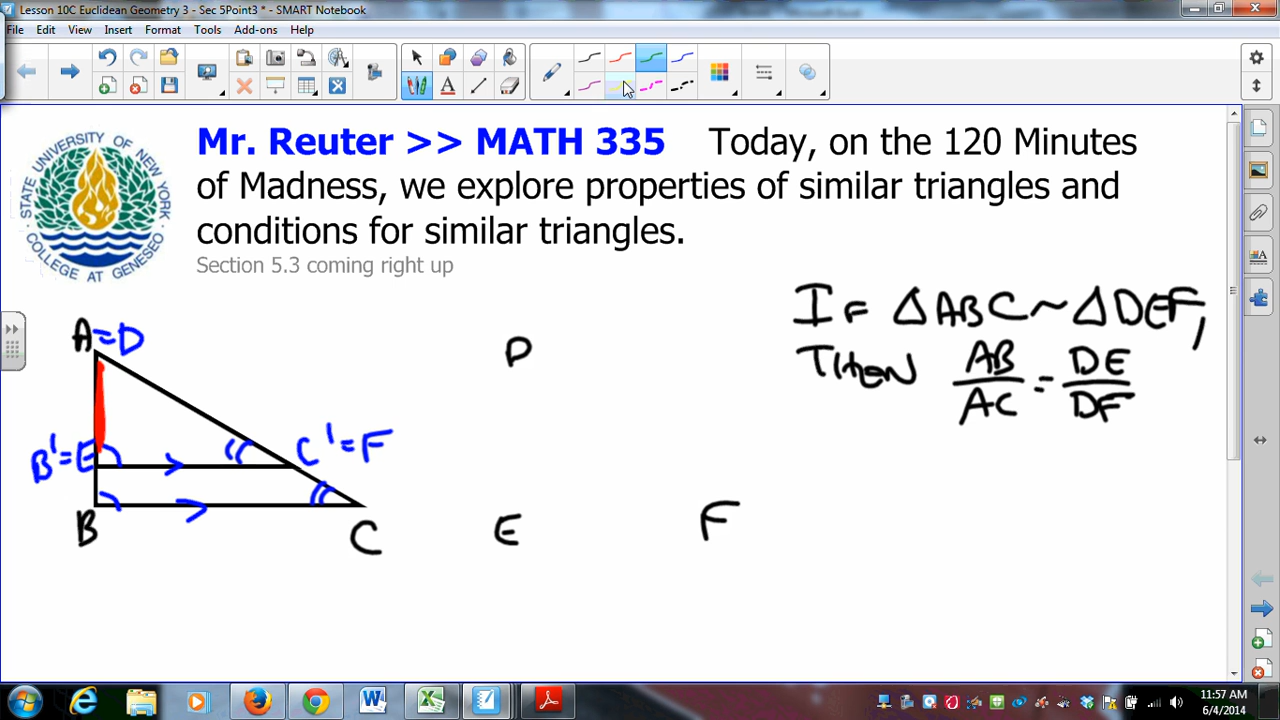 Lesson 10C Euclidean Geometry 3 - Sec 5Point3 * - SMART Notebook
File Edit View Insert Format Tools Add-ons Help
STATE UNIVERSITY OF NEW YORK
COLLEGE AT GENESEO
Mr. Reuter >> MATH 335 Today, on the 120 Minutes
of Madness, we explore properties of similar triangles and
conditions for similar triangles.
Section 5.3 coming right up
IF △ABC ~ △DEF,
THEN AB/AC = DE/DF
A=D
D
B'=E
C'=F
B
C
E
F
11:57 AM
6/4/2014